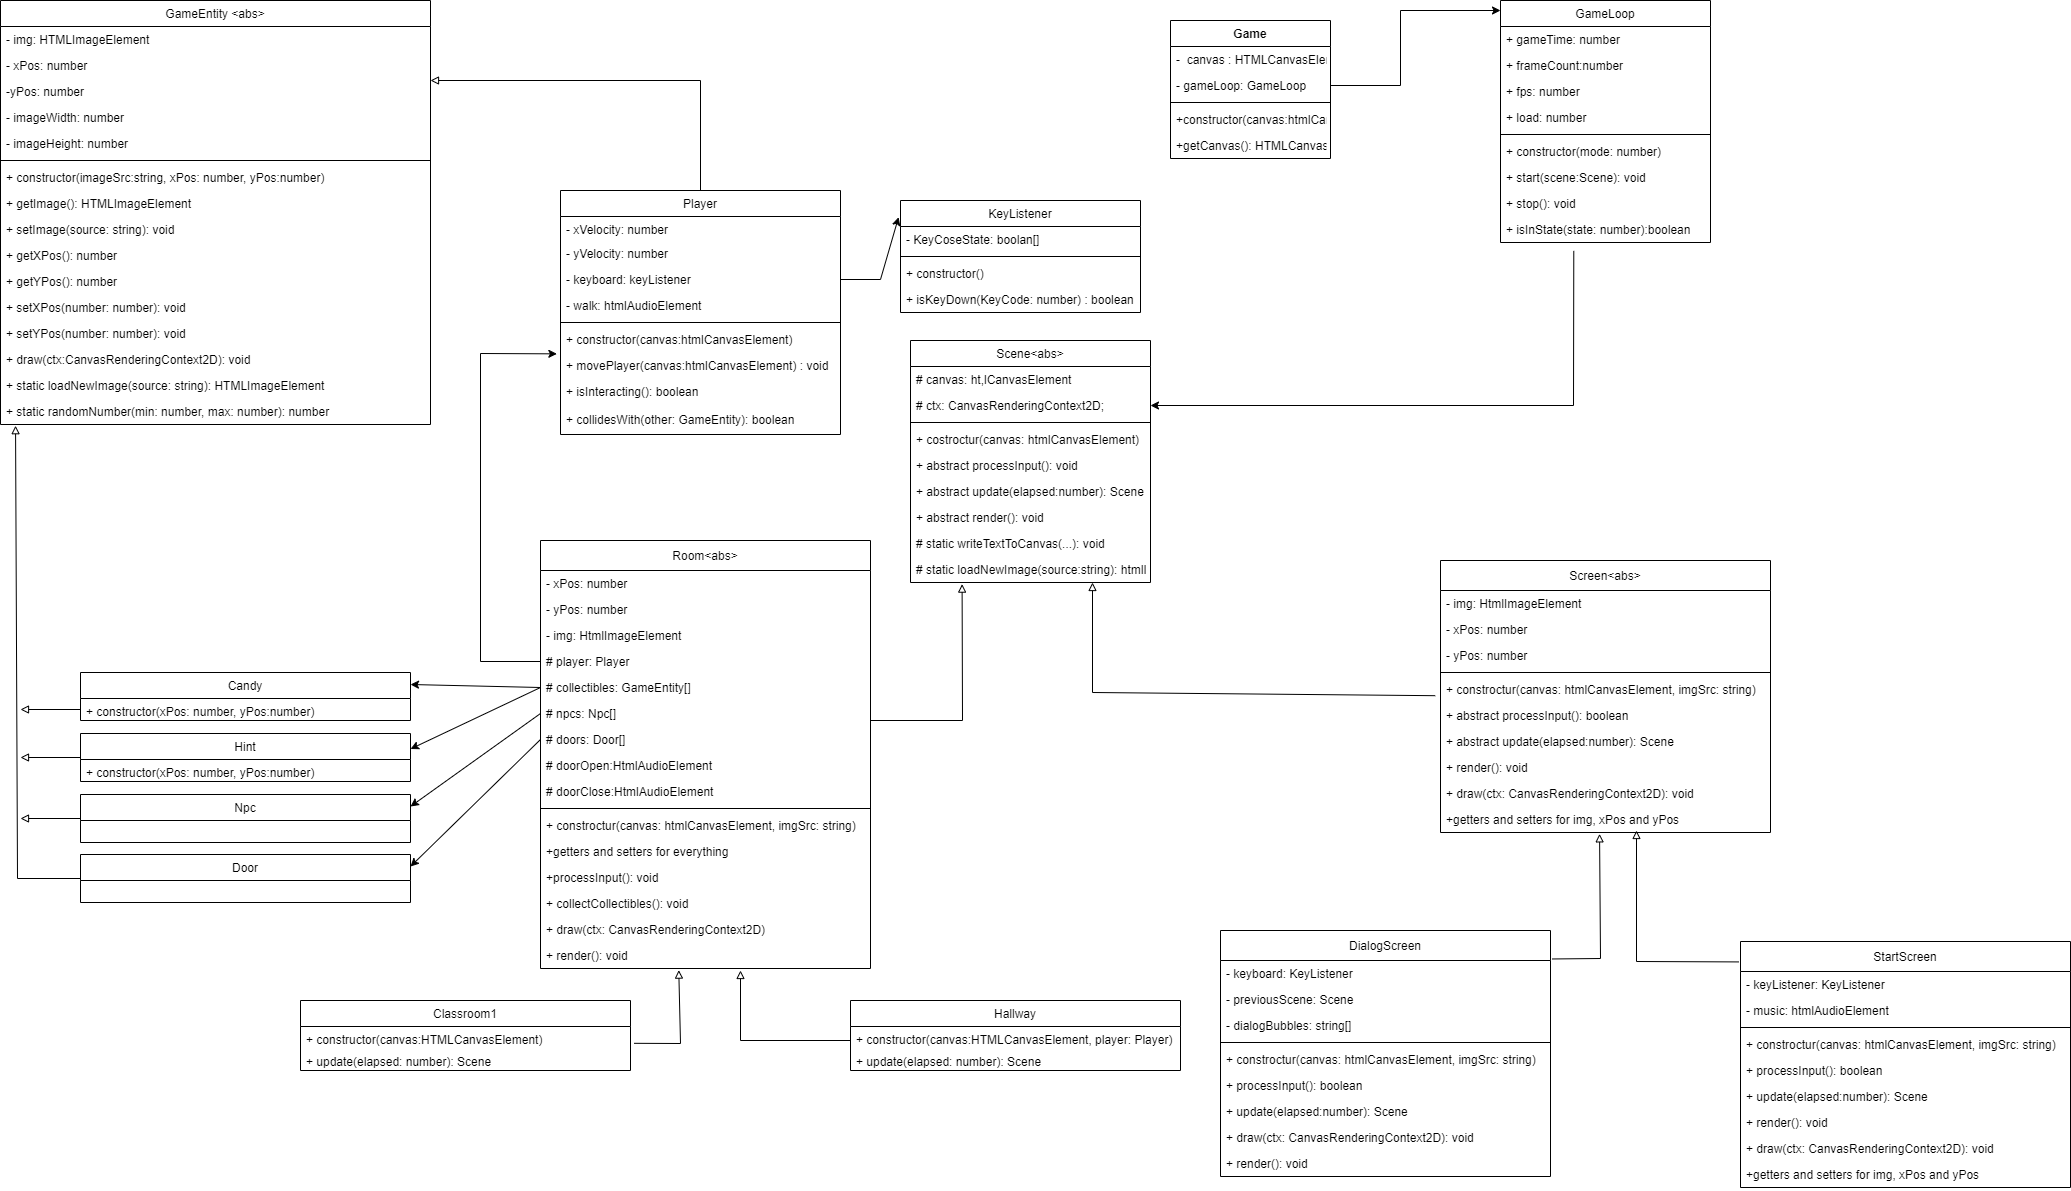 GameEntity <abs>
- img: HTMLImageElement
- xPos: number
-yPos: number
- imageWidth: number
- imageHeight: number
+ constructor(imageSrc:string, xPos: number, yPos:number)
+ getImage(): HTMLImageElement
+ setImage(source: string): void
+ getXPos(): number
+ getYPos(): number
+ setXPos(number: number): void
+ setYPos(number: number): void
+ draw(ctx:CanvasRenderingContext2D): void
+ static loadNewImage(source: string): HTMLImageElement
+ static randomNumber(min: number, max: number): number
Player
- xVelocity: number
- yVelocity: number
- keyboard: keyListener
- walk: htmlAudioElement
+ constructor(canvas:htmlCanvasElement)
+ movePlayer(canvas:htmlCanvasElement) : void
+ isInteracting(): boolean
+ collidesWith(other: GameEntity): boolean
KeyListener
- KeyCoseState: boolan[]
+ constructor()
+ isKeyDown(KeyCode: number) : boolean
Game
- canvas : HTMLCanvasEle
- gameLoop: GameLoop
+constructor(canvas:htmlCa
+getCanvas(): HTMLCanvas
GameLoop
+ gameTime: number
+ frameCount:number
+ fps: number
+ load: number
+ constructor(mode: number)
+ start(scene:Scene): void
+ stop(): void
+ isInState(state: number):boolean
Scene<abs>
# canvas: ht,lCanvasElement
# ctx: CanvasRenderingContext2D;
+ costroctur(canvas: htmlCanvasElement)
+ abstract processInput(): void
+ abstract update(elapsed:number): Scene
+ abstract render(): void
# static writeTextToCanvas(...): void
# static loadNewImage(source:string): htmlI
Room<abs>
- xPos: number
- yPos: number
- img: HtmlImageElement
# player: Player
# collectibles: GameEntity[]
# npcs: Npc[]
# doors: Door[]
# doorOpen:HtmlAudioElement
# doorClose:HtmlAudioElement
+ constroctur(canvas: htmlCanvasElement, imgSrc: string)
+getters and setters for everything
+processInput(): void
+ collectCollectibles(): void
+ draw(ctx: CanvasRenderingContext2D)
+ render(): void
Candy
+ constructor(xPos: number, yPos:number)
Hint
+ constructor(xPos: number, yPos:number)
Npc
Door
Classroom1
+ constructor(canvas:HTMLCanvasElement)
+ update(elapsed: number): Scene
Hallway
+ constructor(canvas:HTMLCanvasElement, player: Player)
+ update(elapsed: number): Scene
Screen<abs>
- img: HtmlImageElement
- xPos: number
- yPos: number
+ constroctur(canvas: htmlCanvasElement, imgSrc: string)
+ abstract processInput(): boolean
+ abstract update(elapsed:number): Scene
+ render(): void
+ draw(ctx: CanvasRenderingContext2D): void
+getters and setters for img, xPos and yPos
DialogScreen
- keyboard: KeyListener
- previousScene: Scene
- dialogBubbles: string[]
+ constroctur(canvas: htmlCanvasElement, imgSrc: string)
+ processInput(): boolean
+ update(elapsed:number): Scene
+ draw(ctx: CanvasRenderingContext2D): void
+ render(): void
StartScreen
- keyListener: KeyListener
- music: htmlAudioElement
+ constroctur(canvas: htmlCanvasElement, imgSrc: string)
+ processInput(): boolean
+ update(elapsed:number): Scene
+ render(): void
+ draw(ctx: CanvasRenderingContext2D): void
+getters and setters for img, xPos and yPos